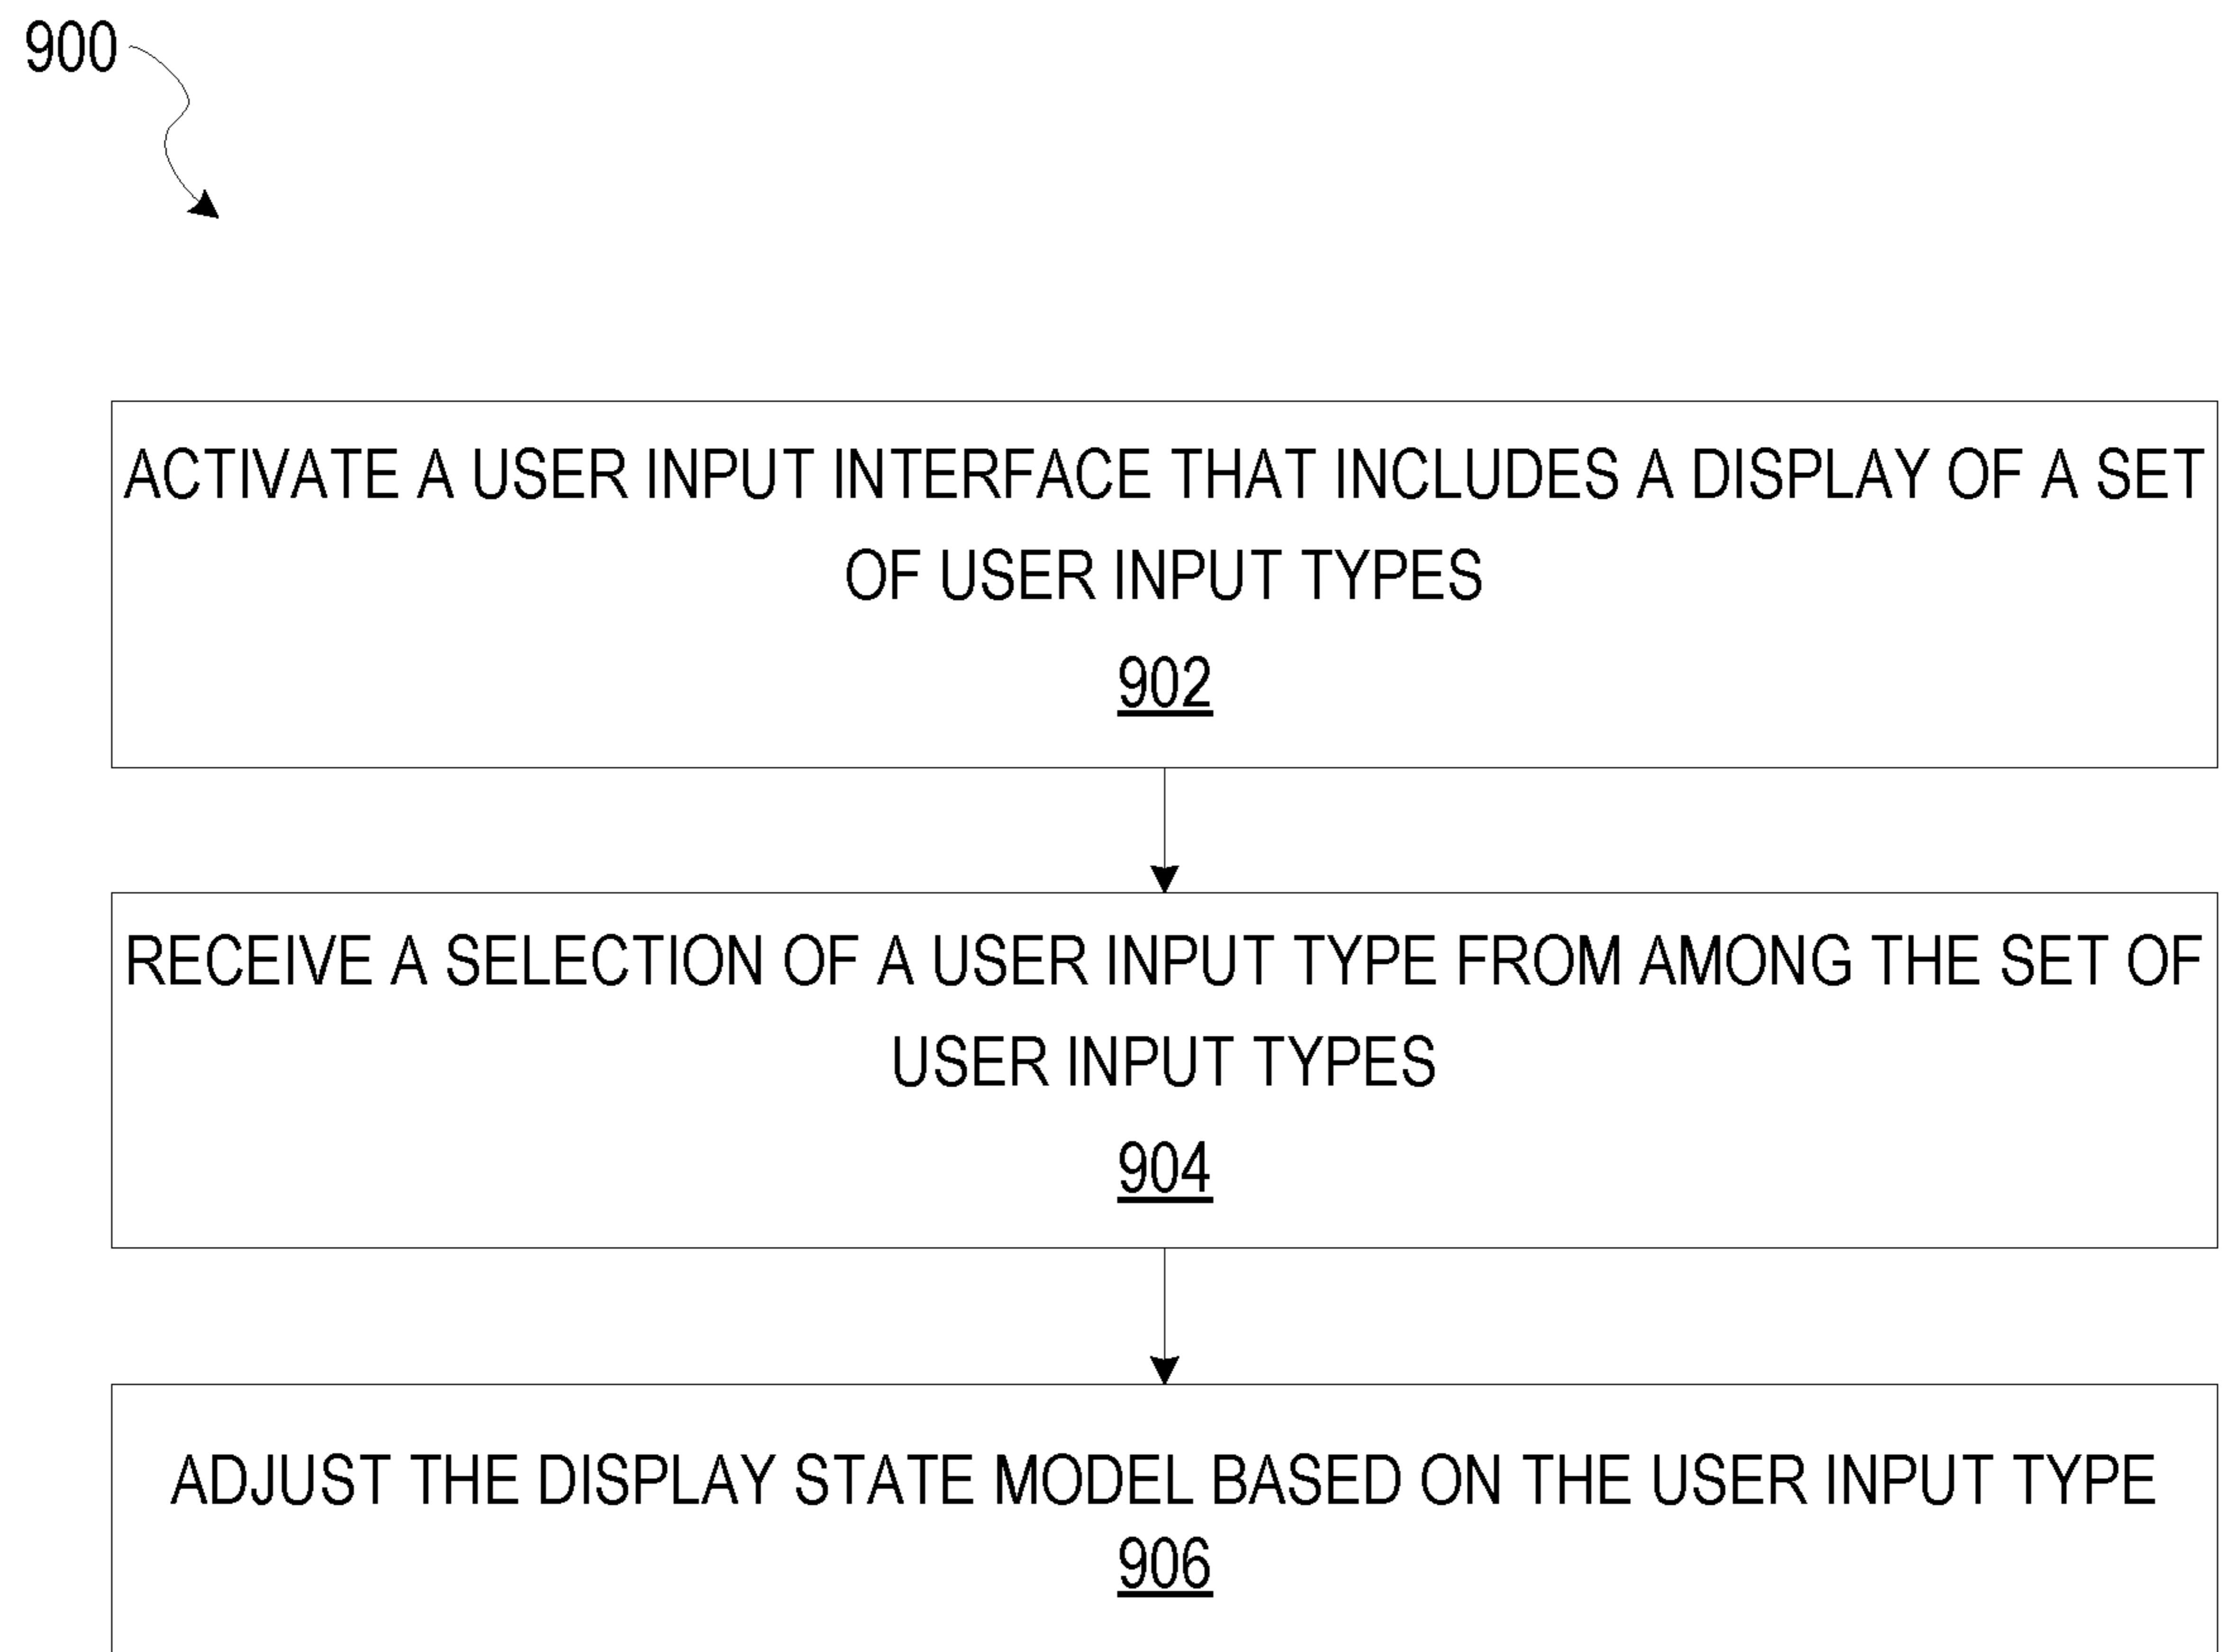 900
ACTIVATE A USER INPUT INTERFACE THAT INCLUDES A DISPLAY OF A SET
OF USER INPUT TYPES
902
RECEIVE A SELECTION OF A USER INPUT TYPE FROM AMONG THE SET OF
USER INPUT TYPES
904
ADJUST THE DISPLAY STATE MODEL BASED ON THE USER INPUT TYPE
906